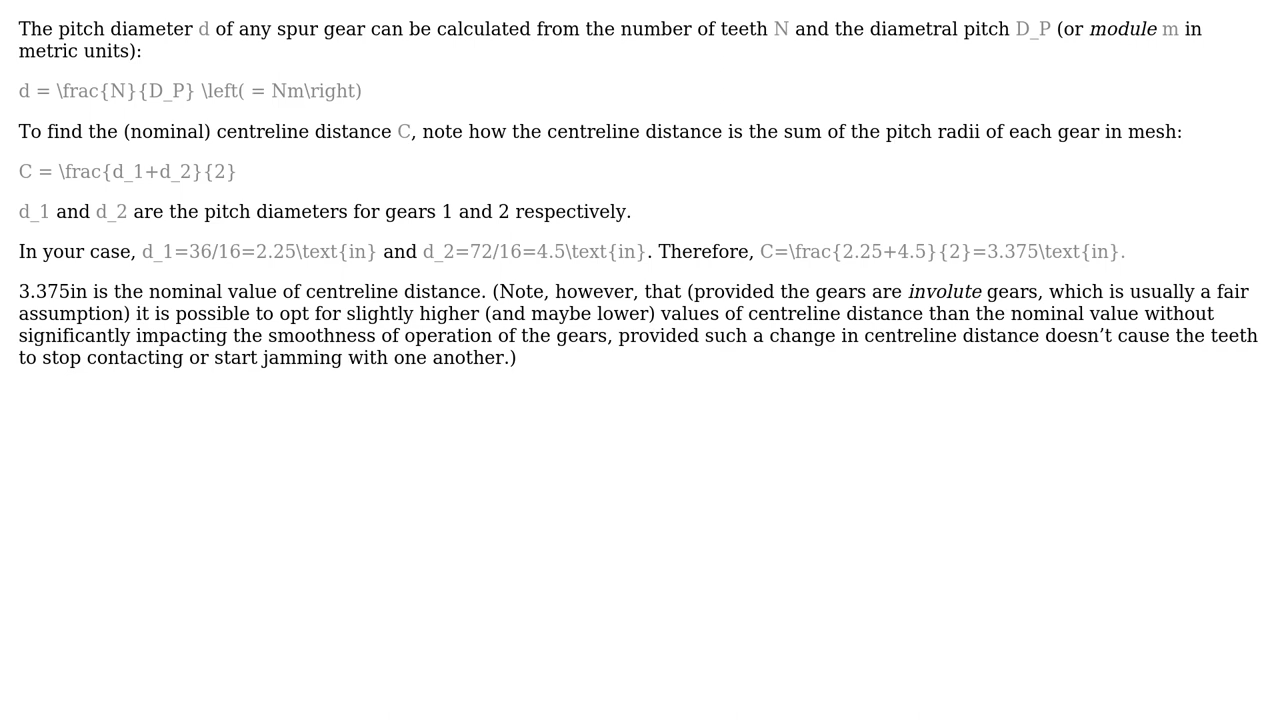 The pitch diameter d of any spur gear can be calculated from the number of teeth N and the diametral pitch D_P (or module m in
metric units):
d = \frac{N}{D_P} \left( = Nm\right)
To find the (nominal) centreline distance C, note how the centreline distance is the sum of the pitch radii of each gear in mesh:
C = \frac{d_1+d_2}{2}
d_1 and d_2 are the pitch diameters for gears 1 and 2 respectively.
In your case, d_1=36/16=2.25\text{in} and d_2=72/16=4.5\text{in}. Therefore, C=\frac{2.25+4.5}{2}=3.375\text{in}.
3.375in is the nominal value of centreline distance. (Note, however, that (provided the gears are involute gears, which is usually a fair
assumption) it is possible to opt for slightly higher (and maybe lower) values of centreline distance than the nominal value without
significantly impacting the smoothness of operation of the gears, provided such a change in centreline distance doesn’t cause the teeth
to stop contacting or start jamming with one another.)